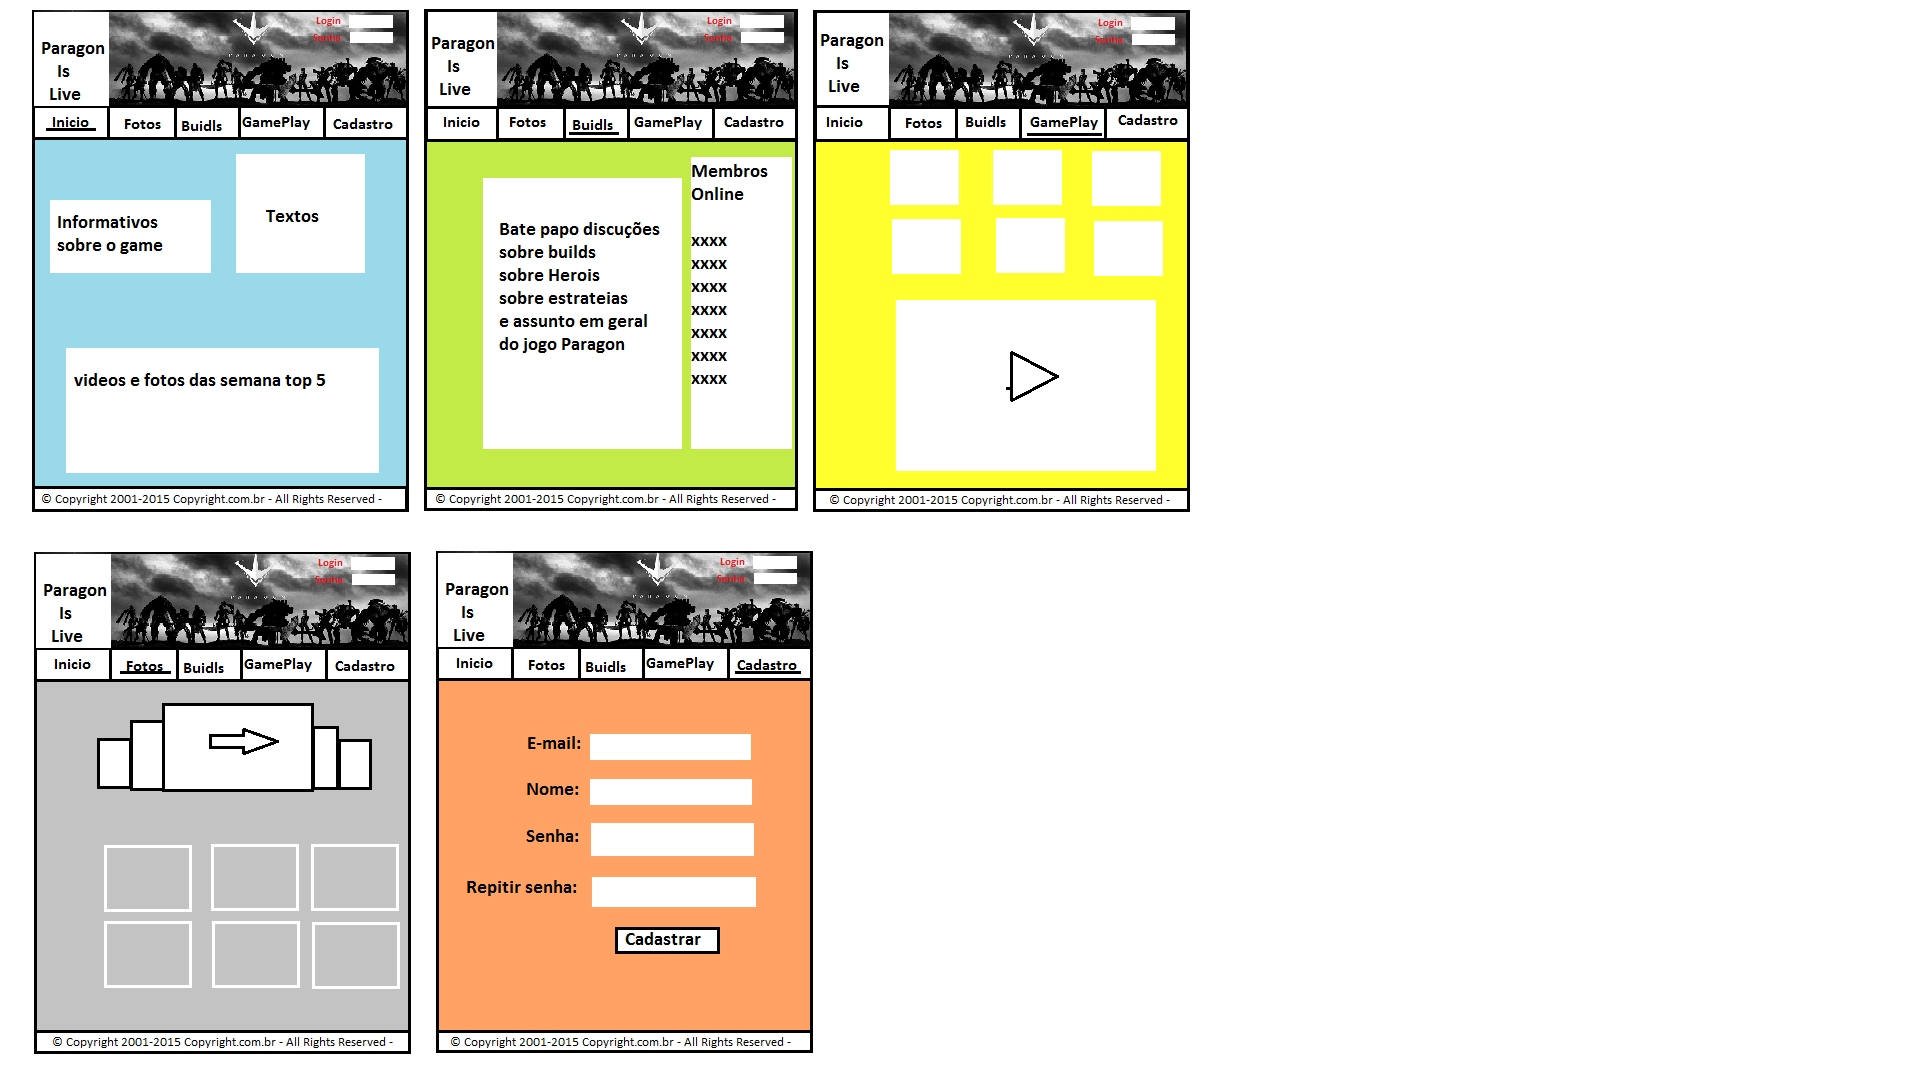 Paragon
Is
Live
Login
Senha
PARAGON
Inicio Fotos Buidls GamePlay Cadastro
Informativos
sobre o game
Textos
videos e fotos das semana top 5
© Copyright 2001-2015 Copyright.com.br - All Rights Reserved -
Paragon
Is
Live
Login
Senha
PARAGON
Inicio Fotos Buidls GamePlay Cadastro
Bate papo discuções
sobre builds
sobre Herois
sobre estrateias
e assunto em geral
do jogo Paragon
Membros
Online
xxxx
xxxx
xxxx
xxxx
xxxx
xxxx
xxxx
© Copyright 2001-2015 Copyright.com.br - All Rights Reserved -
Paragon
Is
Live
Login
Senha
PARAGON
Inicio Fotos Buidls GamePlay Cadastro
© Copyright 2001-2015 Copyright.com.br - All Rights Reserved -
Paragon
Is
Live
Login
Senha
PARAGON
Inicio Fotos Buidls GamePlay Cadastro
© Copyright 2001-2015 Copyright.com.br - All Rights Reserved -
Paragon
Is
Live
Login
Senha
PARAGON
Inicio Fotos Buidls GamePlay Cadastro
E-mail:
Nome:
Senha:
Repitir senha:
Cadastrar
© Copyright 2001-2015 Copyright.com.br - All Rights Reserved -